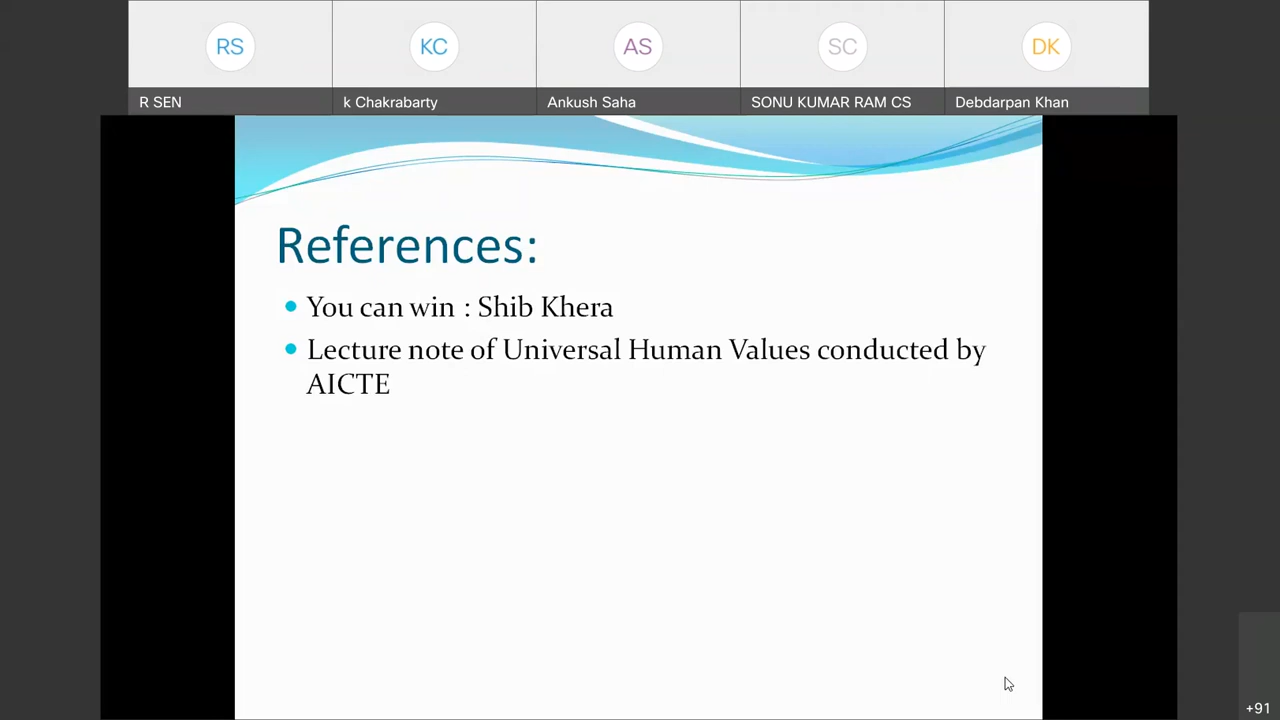 RS
KC
AS
SC
DK
R SEN
k Chakrabarty
Ankush Saha
SONU KUMAR RAM CS
Debdarpan Khan
References:
You can win : Shib Khera
Lecture note of Universal Human Values conducted by
AICTE
+91